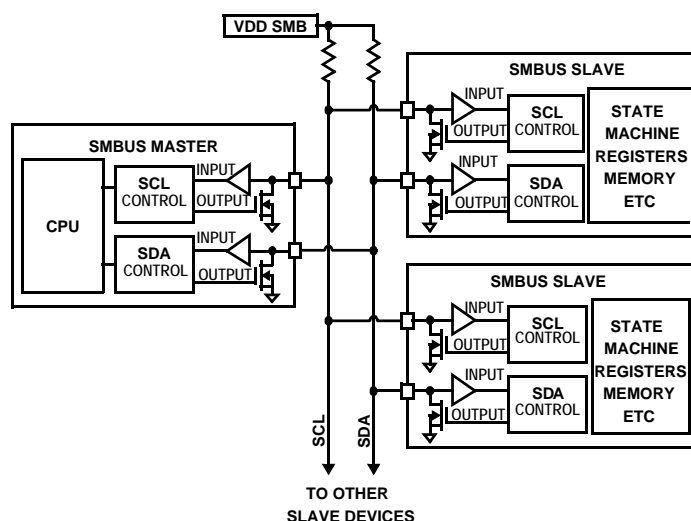 VDD SMB
SMBUS MASTER
CPU
SCL
CONTROL
INPUT
OUTPUT
SDA
CONTROL
INPUT
OUTPUT
SMBUS SLAVE
INPUT
OUTPUT
SCL
CONTROL
INPUT
OUTPUT
SDA
CONTROL
STATE
MACHINE
REGISTERS
MEMORY
ETC
SMBUS SLAVE
INPUT
OUTPUT
SCL
CONTROL
INPUT
OUTPUT
SDA
CONTROL
STATE
MACHINE
REGISTERS
MEMORY
ETC
SCL
SDA
TO OTHER
SLAVE DEVICES